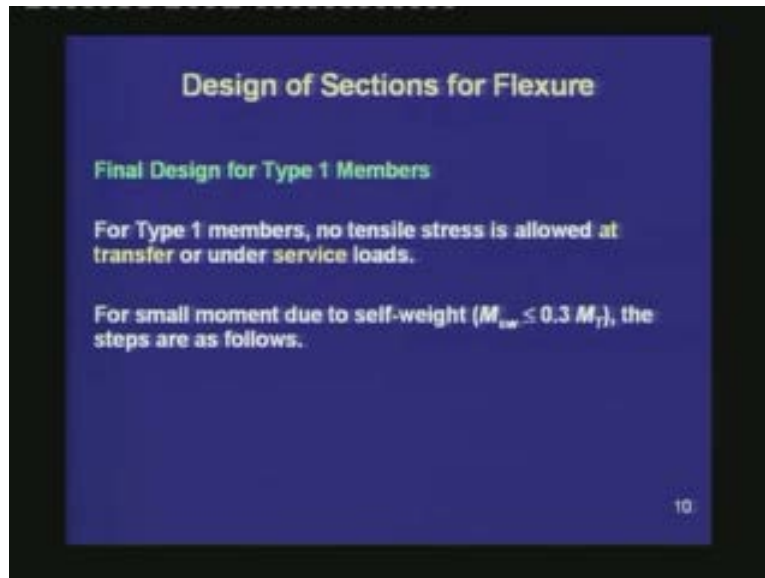 Design of Sections for Flexure
Final Design for Type 1 Members
For Type 1 members, no tensile stress is allowed at
transfer or under service loads.
For small moment due to self-weight (Msw ≤ 0.3 MT), the
steps are as follows.
10